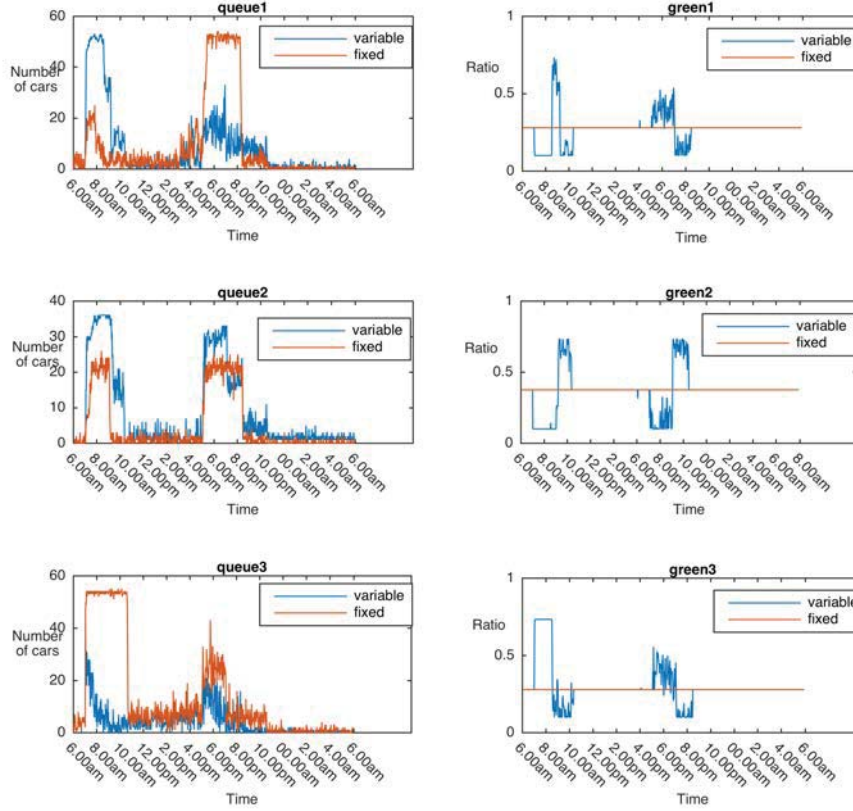 queue1
60
40
20
0
Number
of cars
variable
fixed
6.00am
8.00am
10.00am
12.00pm
2.00pm
4.00pm
6.00pm
8.00pm
10.00pm
00.00am
2.00am
4.00am
6.00am
Time
green1
1
0.5
0
Ratio
variable
fixed
6.00am
8.00am
10.00am
12.00pm
2.00pm
4.00pm
6.00pm
8.00pm
10.00pm
00.00am
2.00am
4.00am
6.00am
Time
queue2
40
30
20
10
0
Number
of cars
variable
fixed
6.00am
8.00am
10.00am
12.00pm
2.00pm
4.00pm
6.00pm
8.00pm
10.00pm
00.00am
2.00am
4.00am
6.00am
Time
green2
1
0.5
0
Ratio
variable
fixed
6.00am
8.00am
10.00am
12.00pm
2.00pm
4.00pm
6.00pm
8.00pm
10.00pm
00.00am
2.00am
4.00am
8.00am
Time
queue3
60
40
20
0
Number
of cars
variable
fixed
6.00am
8.00am
10.00am
12.00pm
2.00pm
4.00pm
6.00pm
8.00pm
10.00pm
00.00am
2.00am
4.00am
6.00am
Time
green3
1
0.5
0
Ratio
variable
fixed
6.00am
8.00am
10.00am
12.00pm
2.00pm
4.00pm
6.00pm
8.00pm
10.00pm
00.00am
2.00am
4.00am
6.00am
Time